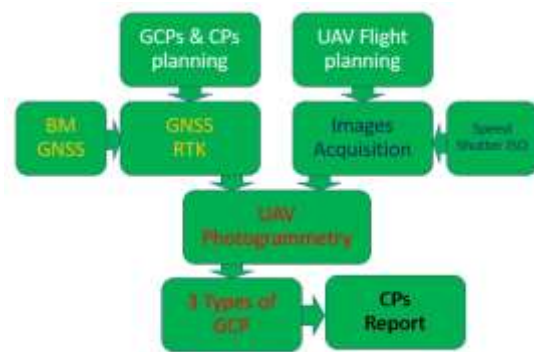 GCPs & CPs
planning
UAV Flight
planning
BM
GNSS
GNSS
RTK
Images
Acquisition
Speed
Shutter ISO
UAV
Photogrammetry
3 Types of
GCP
CPs
Report